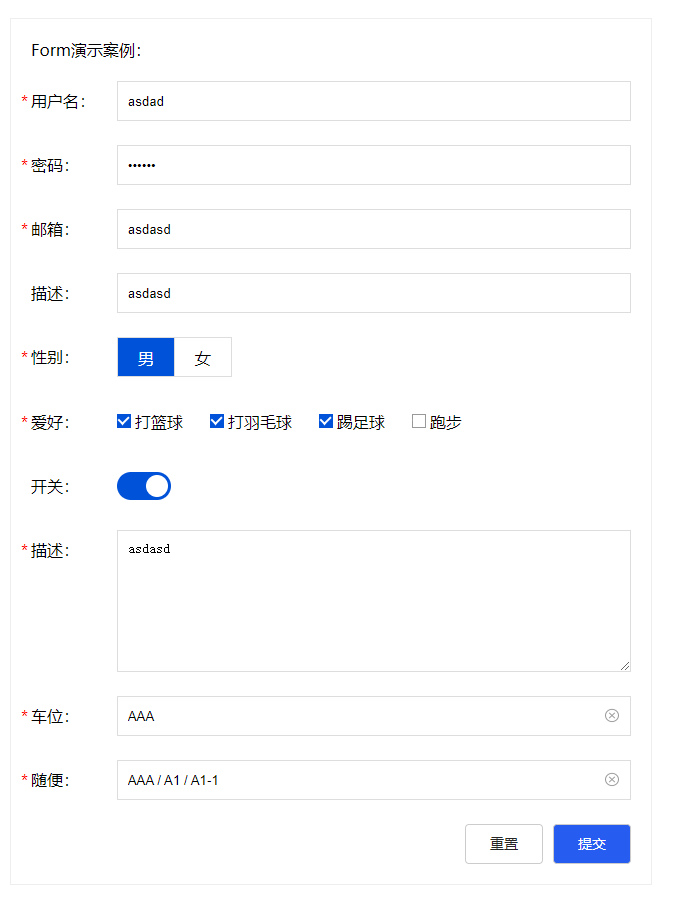 Form演示案例：
* 用户名： asdad
* 密码： ••••••
* 邮箱： asdasd
描述： asdasd
* 性别： 男 女
* 爱好： 打篮球 打羽毛球 踢足球 跑步
开关：
* 描述： asdasd
* 车位： AAA
* 随便： AAA / A1 / A1-1
重置 提交